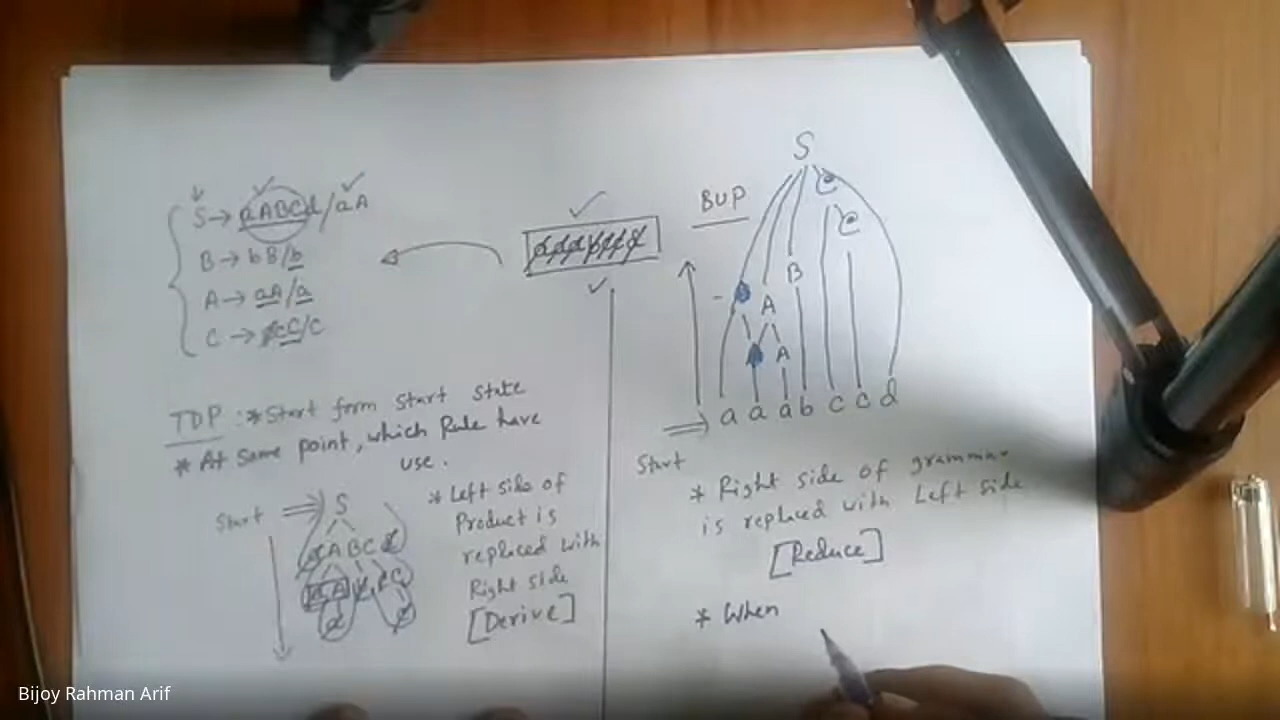 S→ aABCd/aA
B→ bB/b
A→ aA/a
C→ cC/C
BUP
S
C
C
B
A
A
a a a b c c d
Start
TDP : *Start form Start State
* At Same point, which Rule have
use.
Start
S
A B C d
* Left side of
Product is
replaced with
Right side
[Derive]
* Right side of grammar
is replaced with Left side
[Reduce]
* When
Bijoy Rahman Arif